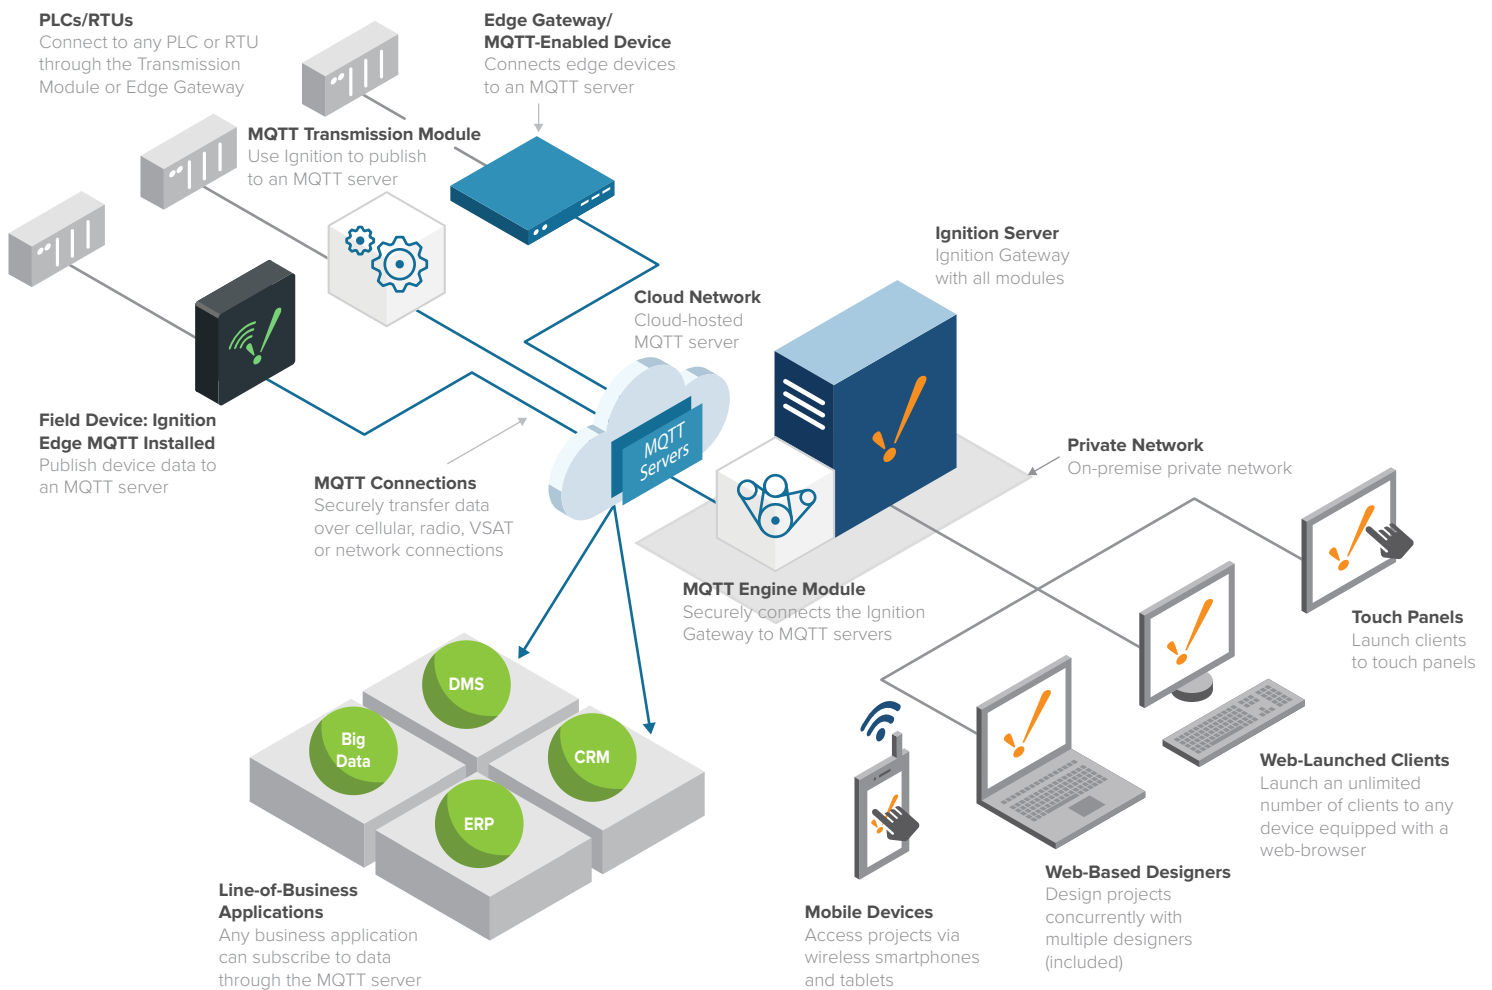 PLCs/RTUs
Connect to any PLC or RTU
through the Transmission
Module or Edge Gateway
Edge Gateway/
MQTT-Enabled Device
Connects edge devices
to an MQTT server
MQTT Transmission Module
Use Ignition to publish
to an MQTT server
Ignition Server
Ignition Gateway
with all modules
Cloud Network
Cloud-hosted
MQTT server
Field Device: Ignition
Edge MQTT Installed
Publish device data to
an MQTT server
MQTT
Servers
MQTT Connections
Securely transfer data
over cellular, radio, VSAT
or network connections
Private Network
On-premise private network
MQTT Engine Module
Securely connects the Ignition
Gateway to MQTT servers
Touch Panels
Launch clients
to touch panels
DMS
Big
Data
CRM
ERP
Web-Launched Clients
Launch an unlimited
number of clients to any
device equipped with a
web-browser
Web-Based Designers
Design projects
concurrently with
multiple designers
(included)
Mobile Devices
Access projects via
wireless smartphones
and tablets
Line-of-Business
Applications
Any business application
can subscribe to data
through the MQTT server